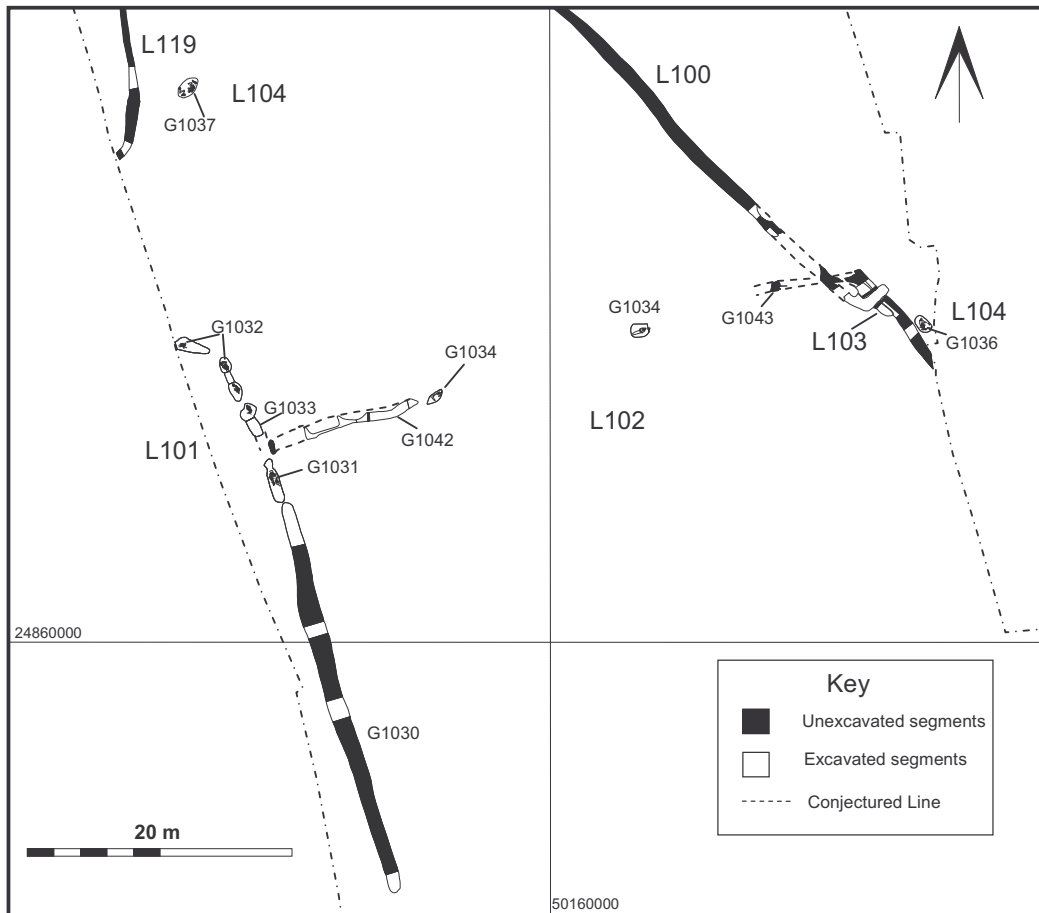 L119
L104
G1037
L100
G1032
G1034
G1033
L101
G1042
G1031
G1034
G1043
L103
L104
G1036
L102
24860000
G1030
20 m
50160000
Key
Unexcavated segments
Excavated segments
Conjectured Line